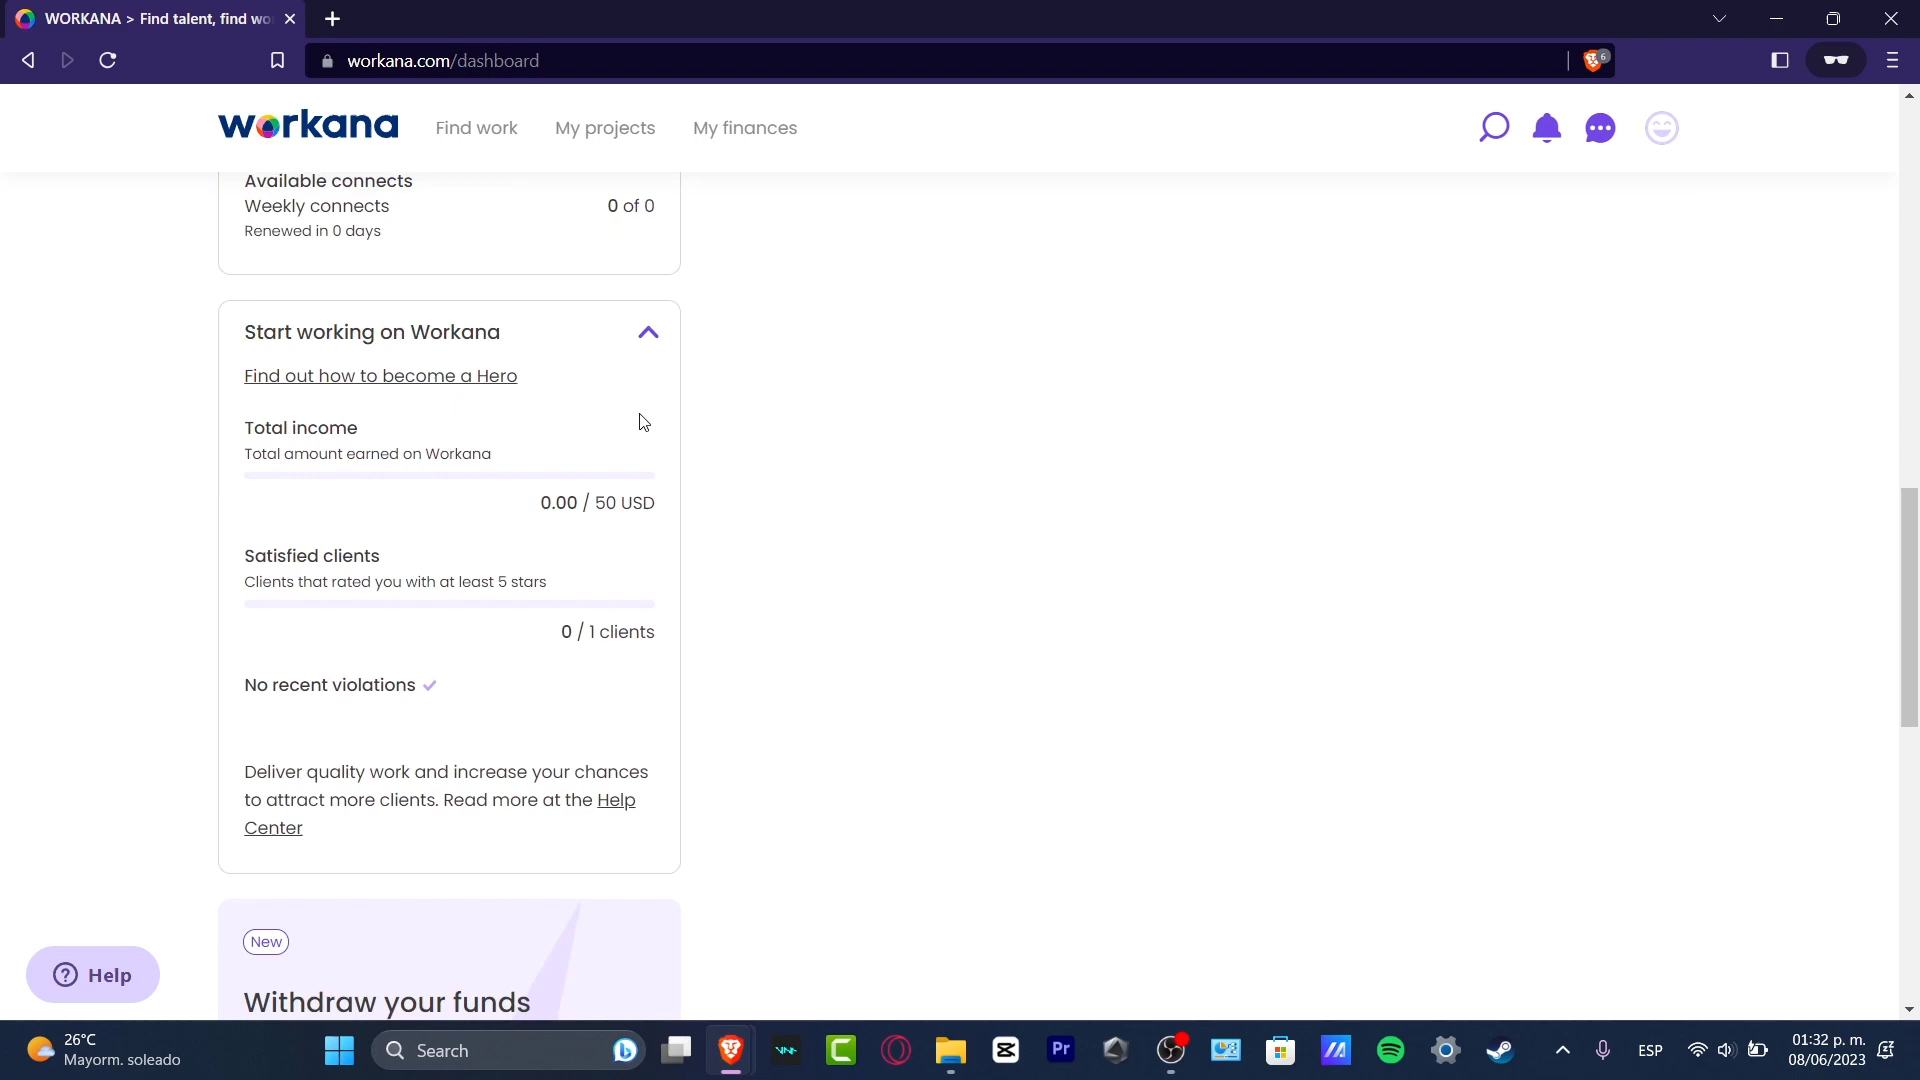 WORKANA > Find talent, find wo
workana.com/dashboard
6
workana
Find work
My projects
My finances
Available connects
Weekly connects
0 of 0
Renewed in 0 days
Start working on Workana
Find out how to become a Hero
Total income
Total amount earned on Workana
0.00 / 50 USD
Satisfied clients
Clients that rated you with at least 5 stars
0 / 1 clients
No recent violations
Deliver quality work and increase your chances
to attract more clients. Read more at the Help
Center
New
Withdraw your funds
Help
26°C
Mayorm. soleado
Search
Pr
ESP
01:32 p. m.
08/06/2023